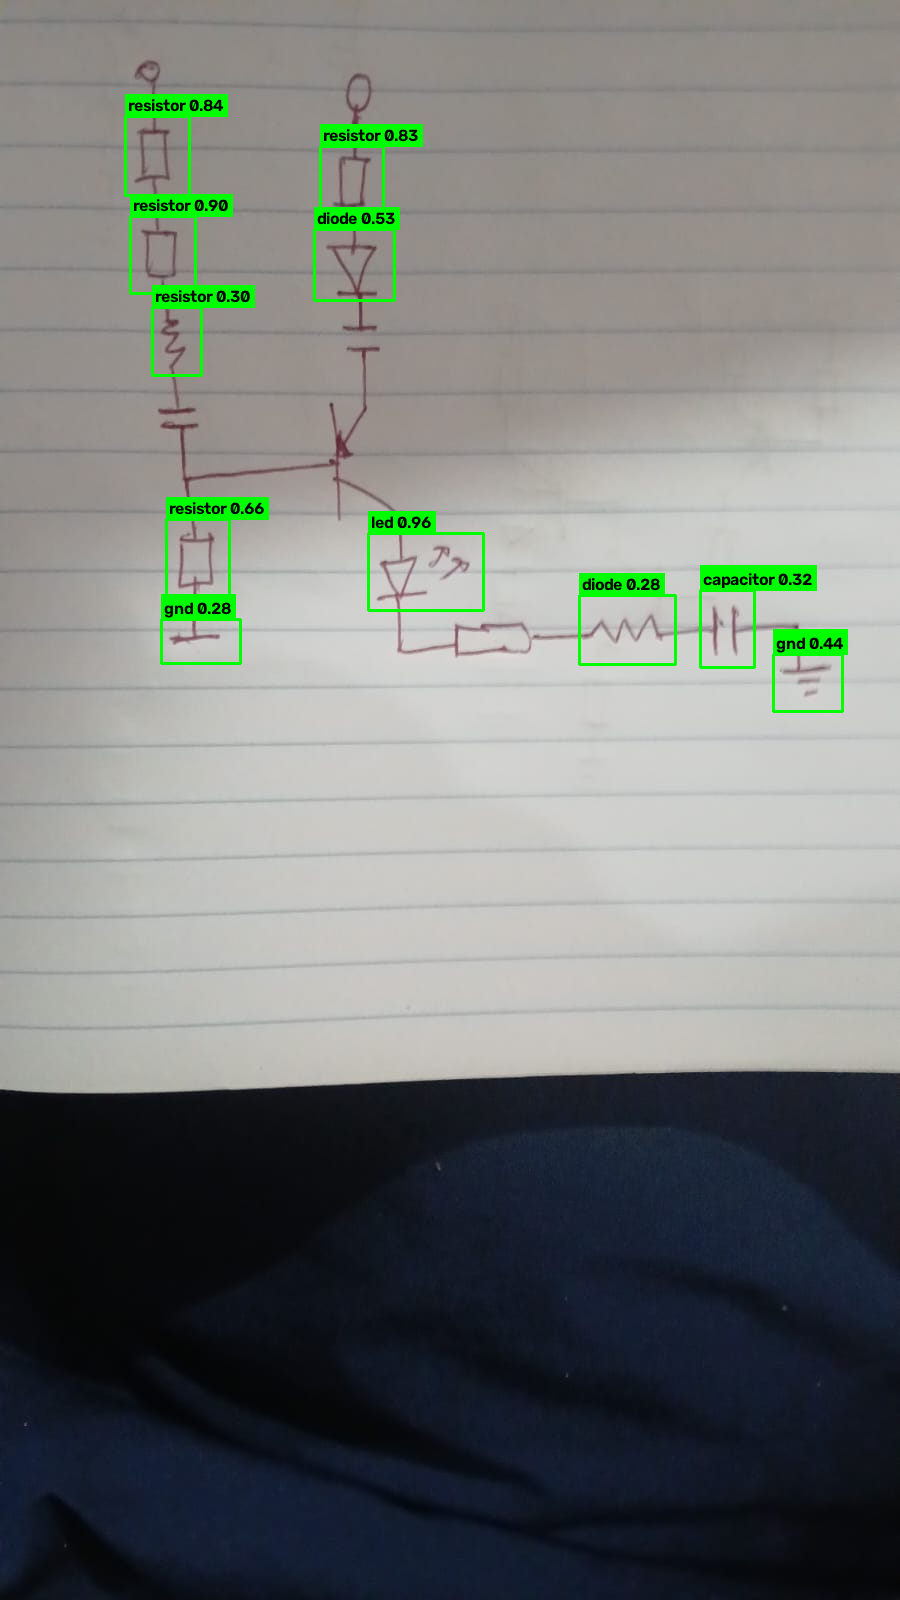 resistor 0.84
resistor 0.83
resistor 0.90
diode 0.53
resistor 0.30
resistor 0.66
led 0.96
gnd 0.28
diode 0.28
capacitor 0.32
gnd 0.44